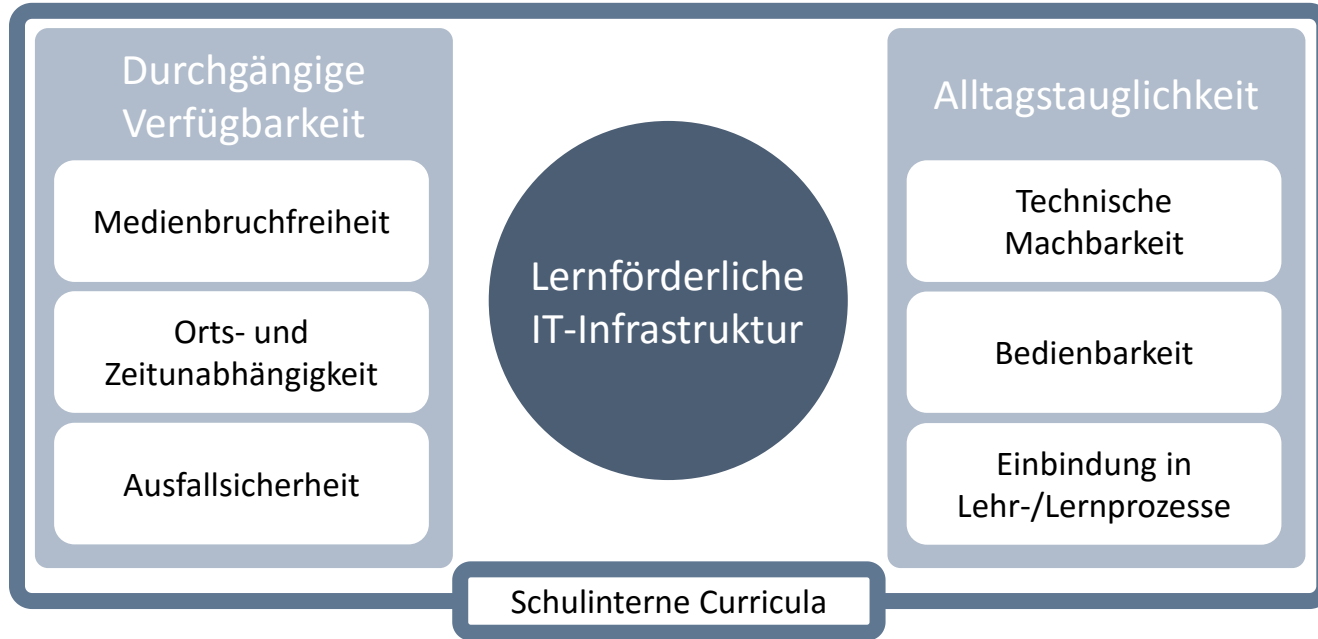 Durchgängige
Verfügbarkeit
Medienbruchfreiheit
Orts- und
Zeitunabhängigkeit
Ausfallsicherheit
Lernförderliche
IT-Infrastruktur
Alltagstauglichkeit
Technische
Machbarkeit
Bedienbarkeit
Einbindung in
Lehr-/Lernprozesse
Schulinterne Curricula